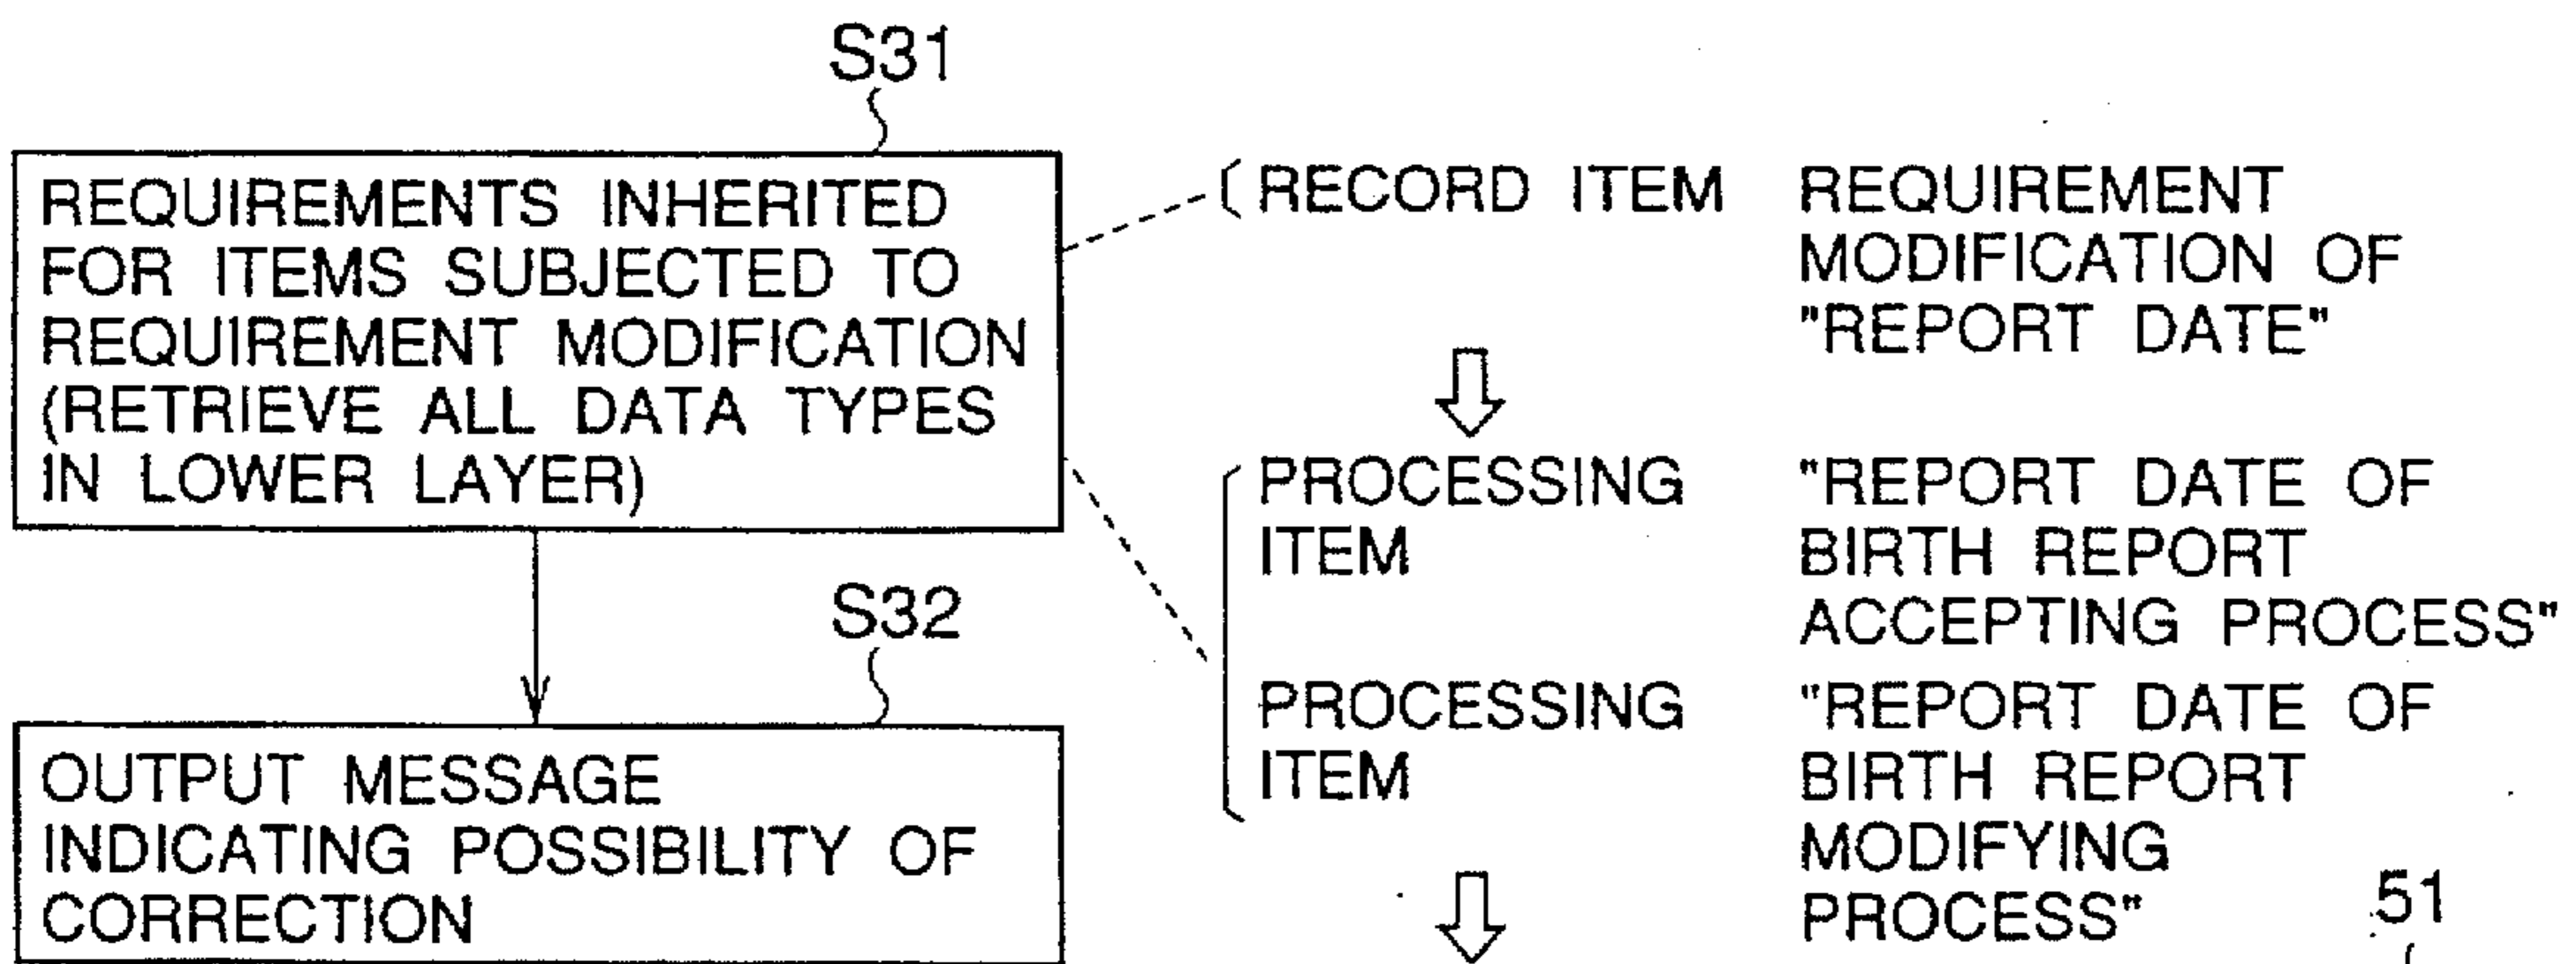 S31
REQUIREMENTS INHERITED
FOR ITEMS SUBJECTED TO
REQUIREMENT MODIFICATION
(RETRIEVE ALL DATA TYPES
IN LOWER LAYER)
S32
OUTPUT MESSAGE
INDICATING POSSIBILITY OF
CORRECTION
RECORD ITEM
REQUIREMENT
MODIFICATION OF
"REPORT DATE"
PROCESSING
ITEM
"REPORT DATE OF
BIRTH REPORT
ACCEPTING PROCESS"
PROCESSING
ITEM
"REPORT DATE OF
BIRTH REPORT
MODIFYING
PROCESS"
51